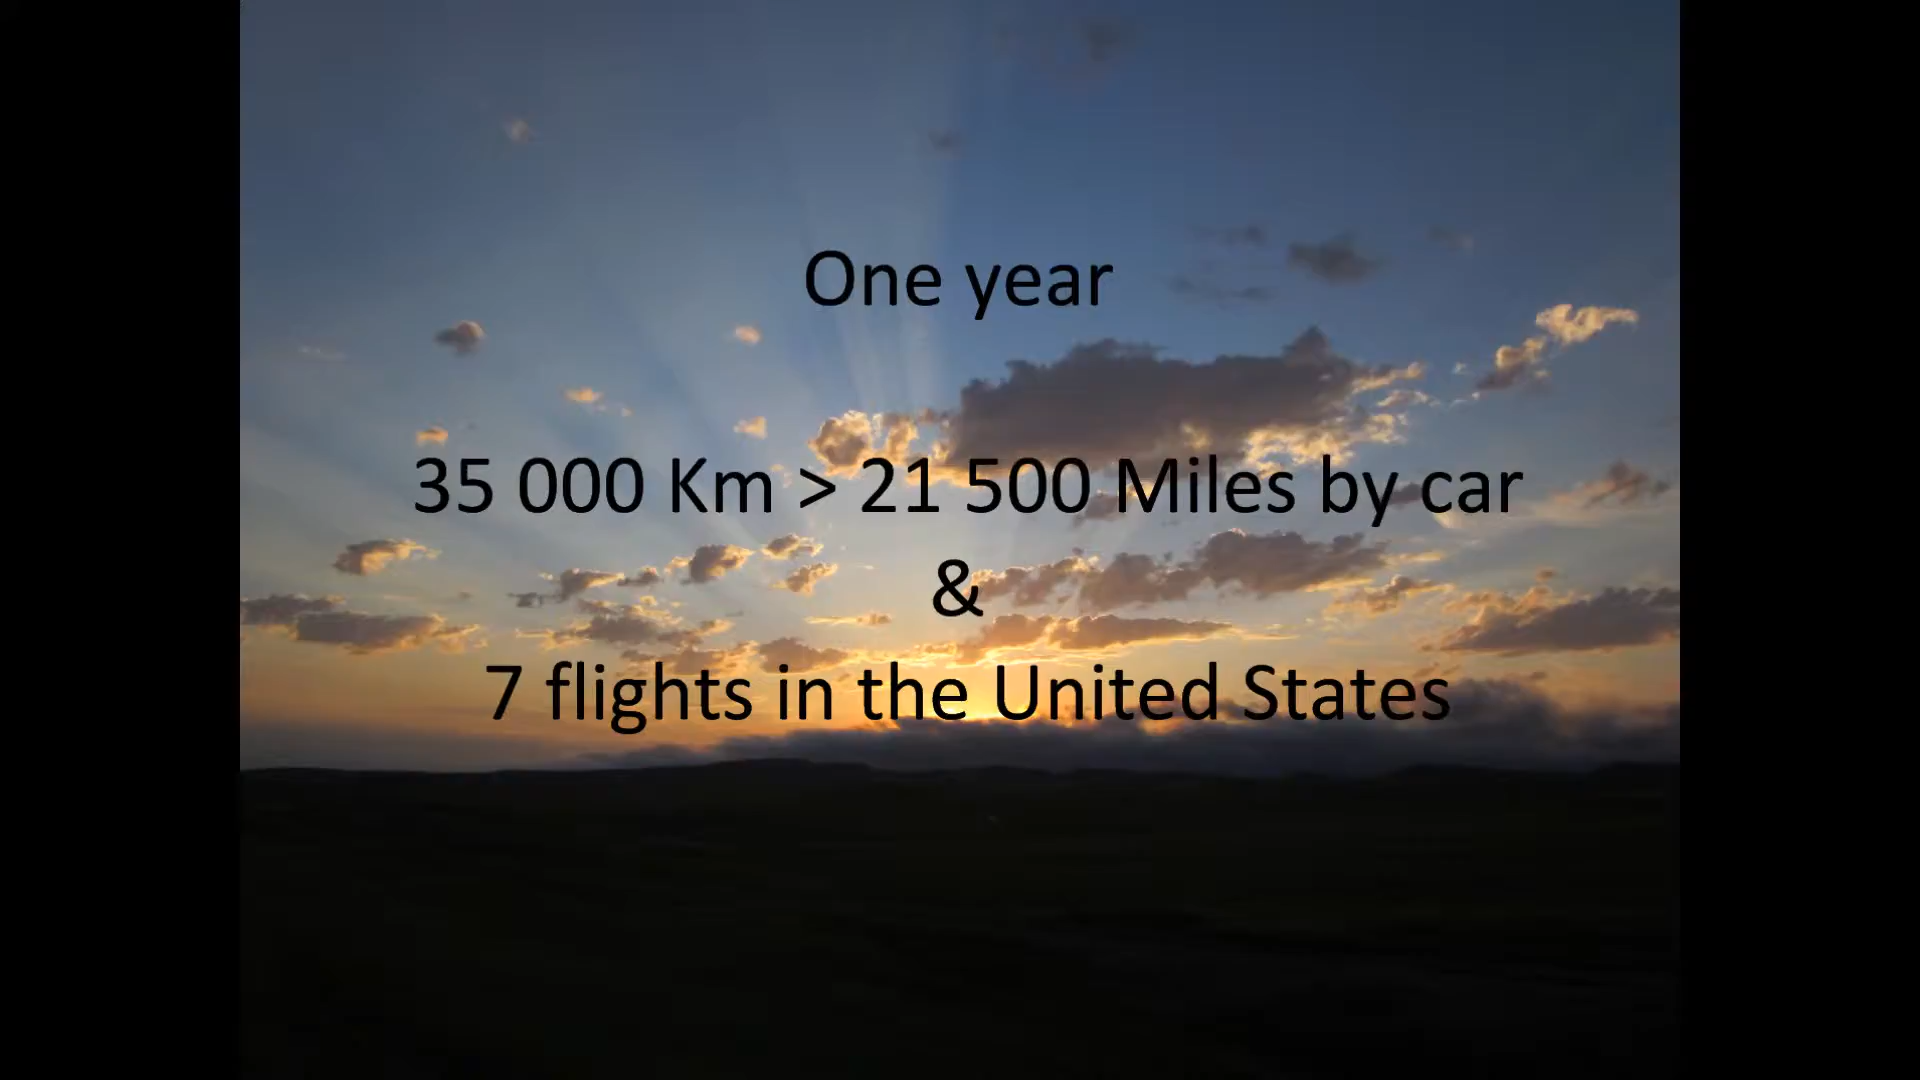 One year
35 000 Km > 21 500 Miles by car
&
7 flights in the United States